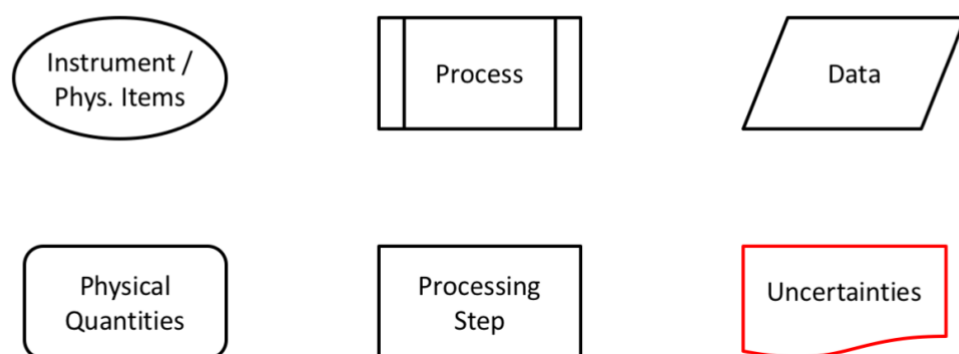 Instrument /
Phys. Items
Process
Data
Physical
Quantities
Processing
Step
Uncertainties